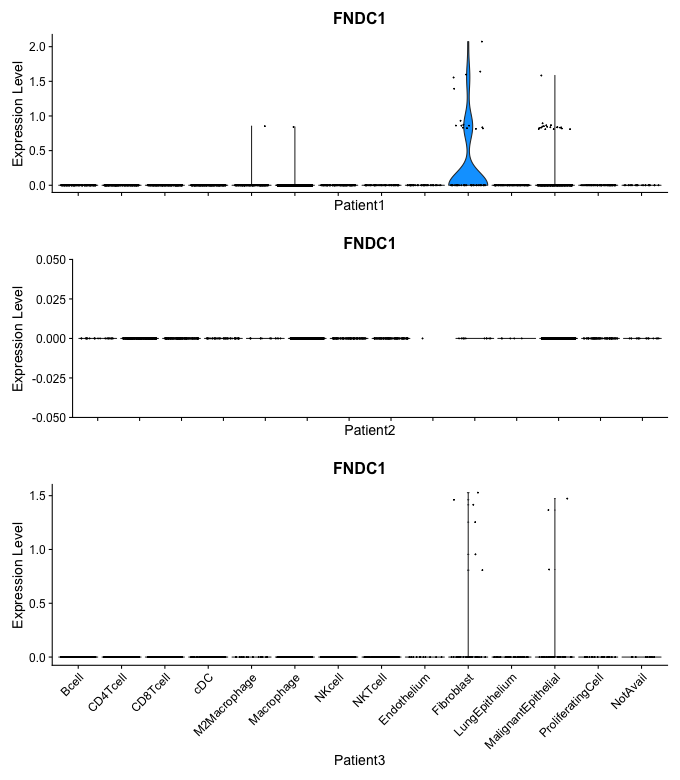 FNDC1
Expression Level
2.0
1.5
1.0
0.5
0.0
Patient1
FNDC1
Expression Level
0.050
0.025
0.000
-0.025
-0.050
Patient2
FNDC1
Expression Level
1.5
1.0
0.5
0.0
Bcell
CD4Tcell
CD8Tcell
cDC
M2Macrophage
Macrophage
NKcell
NKTcell
Endothelium
Fibroblast
LungEpithelium
MalignantEpithelial
ProliferatingCell
NotAvail
Patient3